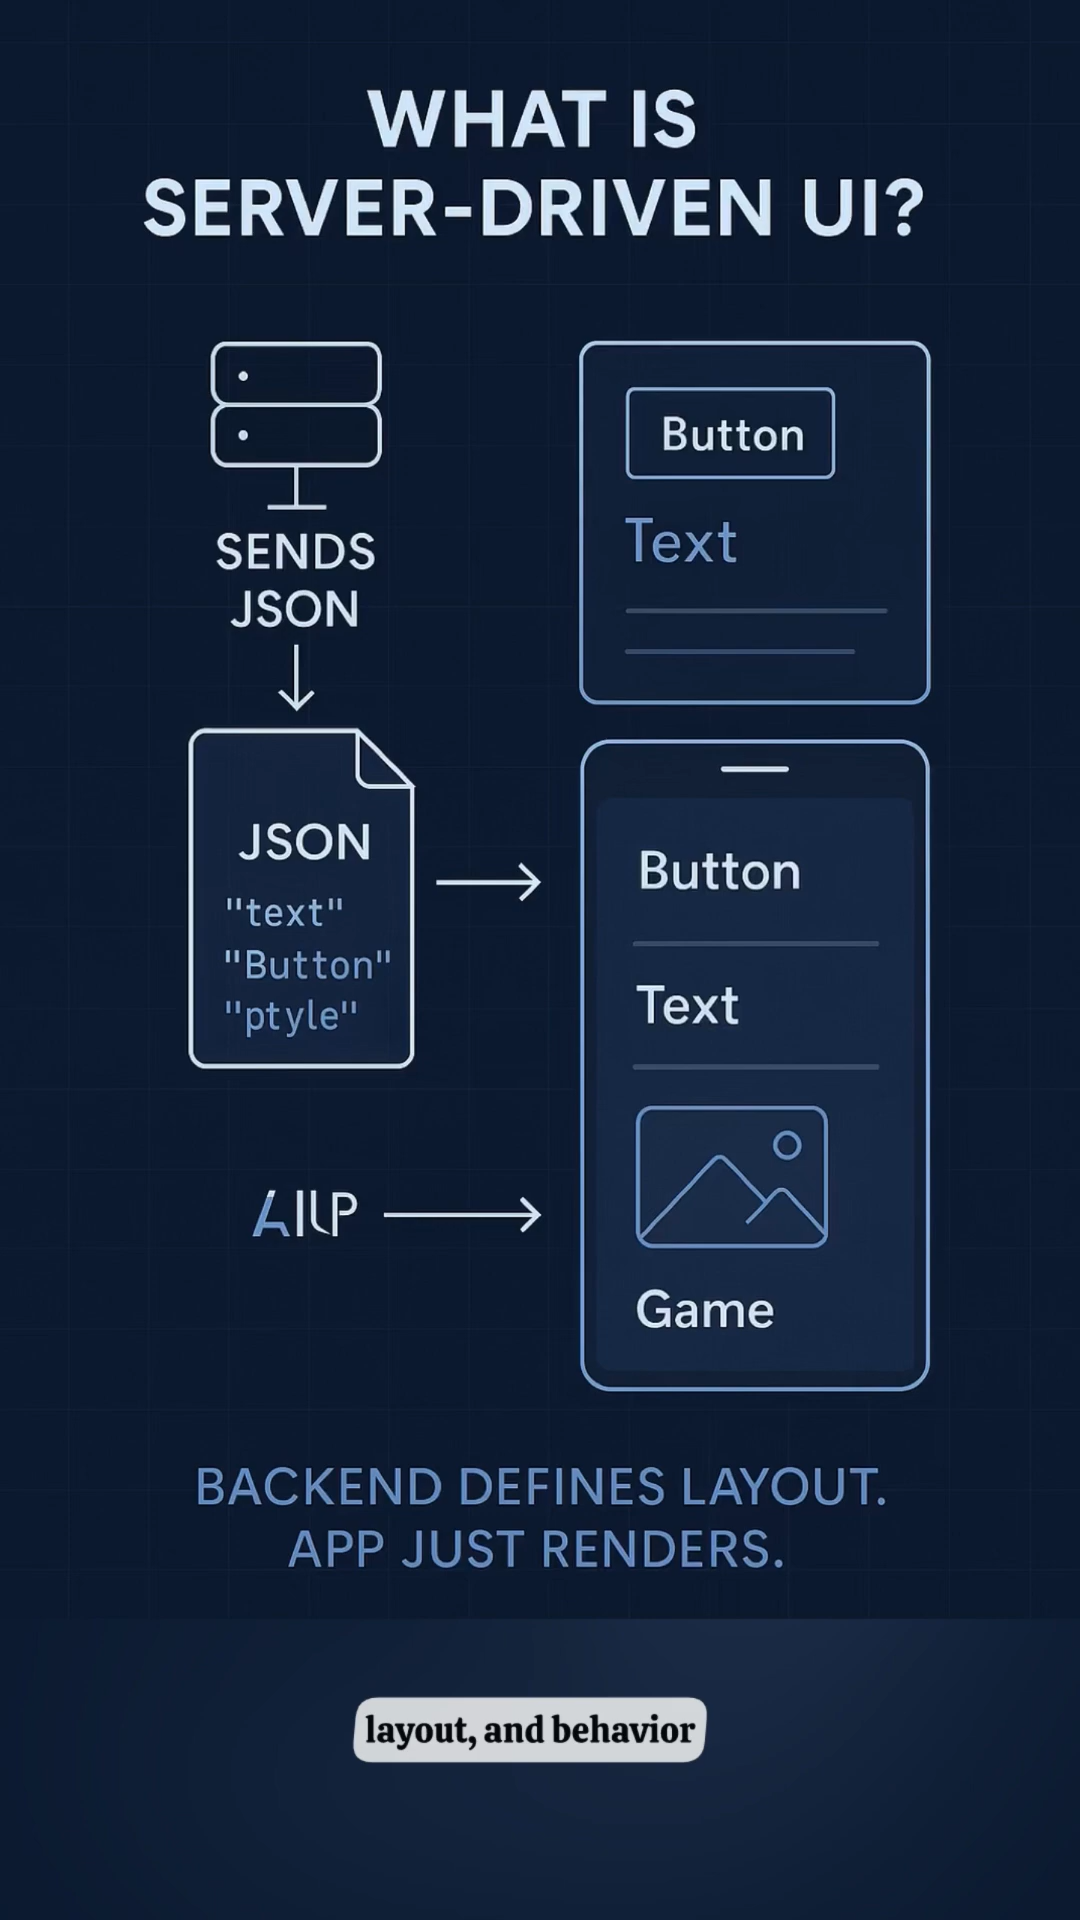 WHAT IS
SERVER-DRIVEN UI?
SENDS
JSON
JSON
"text"
"Button"
"ptyle"
Button
Text
Button
Text
Game
BACKEND DEFINES LAYOUT.
APP JUST RENDERS.
layout, and behavior